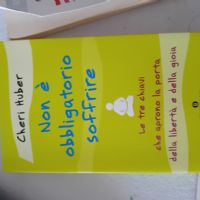 Cheri Huber
Non è
obbligatorio
soffrire
Le tre chiavi
che aprono la porta
della libertà e della gioia